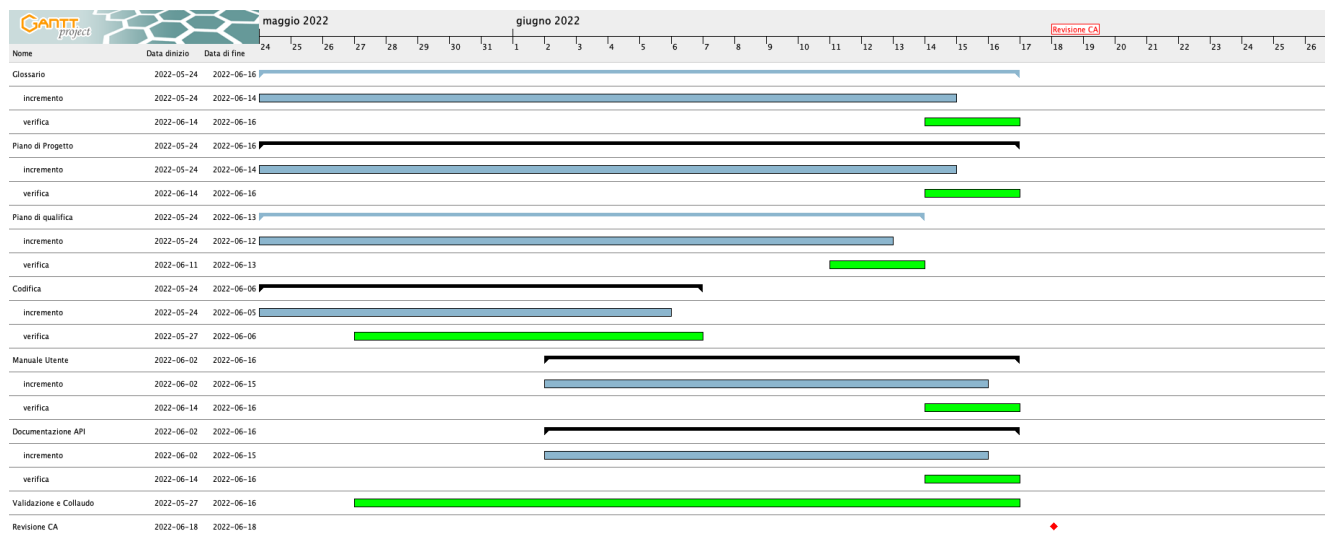 GANTT project
maggio 2022 giugno 2022
Revisione CA
24 25 26 27 28 29 30 31 1 2 3 4 5 6 7 8 9 10 11 12 13 14 15 16 17 18 19 20 21 22 23 24 25 26
Nome Data dinizio Data di fine
Glossario 2022-05-24 2022-06-16
incremento 2022-05-24 2022-06-14
verifica 2022-06-14 2022-06-16
Piano di Progetto 2022-05-24 2022-06-16
incremento 2022-05-24 2022-06-14
verifica 2022-06-14 2022-06-16
Piano di qualifica 2022-05-24 2022-06-13
incremento 2022-05-24 2022-06-12
verifica 2022-06-11 2022-06-13
Codifica 2022-05-24 2022-06-06
incremento 2022-05-24 2022-06-05
verifica 2022-05-27 2022-06-06
Manuale Utente 2022-06-02 2022-06-16
incremento 2022-06-02 2022-06-15
verifica 2022-06-14 2022-06-16
Documentazione API 2022-06-02 2022-06-16
incremento 2022-06-02 2022-06-15
verifica 2022-06-14 2022-06-16
Validazione e Collaudo 2022-05-27 2022-06-16
Revisione CA 2022-06-18 2022-06-18